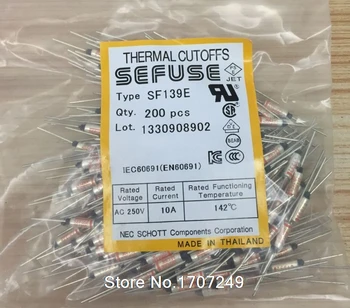 THERMAL CUTOFFS
SEFUSE
PS
E
JET
Type SF139E
Qty. 200 pcs
Lot. 1330908902
IEC60691(EN60691)
Rated Voltage Rated Current Rated Functioning Temperature
AC 250V 10A 142℃
NEC SCHOTT Components Corporation
MADE IN THAILAND
Store No: 1707249